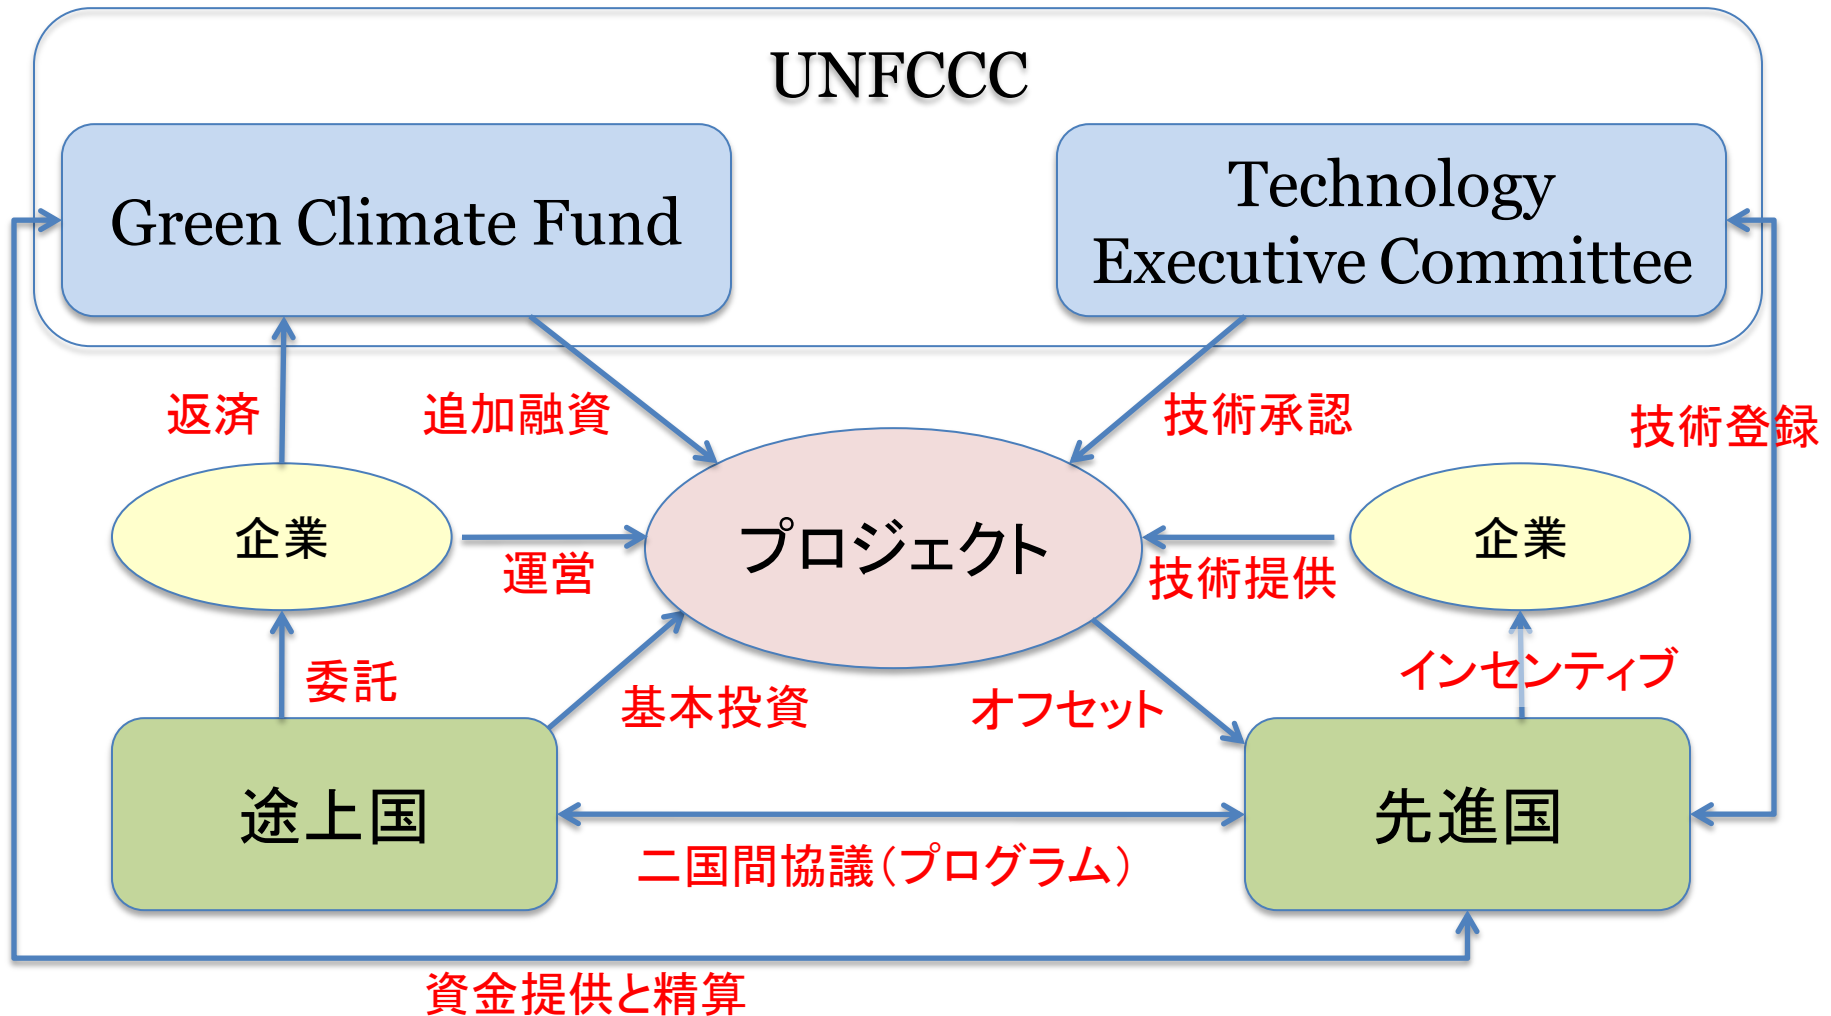 UNFCCC
Green Climate Fund
Technology
Executive Committee
返済
追加融資
技術承認
技術登録
企業
運営
プロジェクト
技術提供
企業
委託
基本投資
オフセット
インセンティブ
途上国
二国間協議(プログラム)
先進国
資金提供と精算